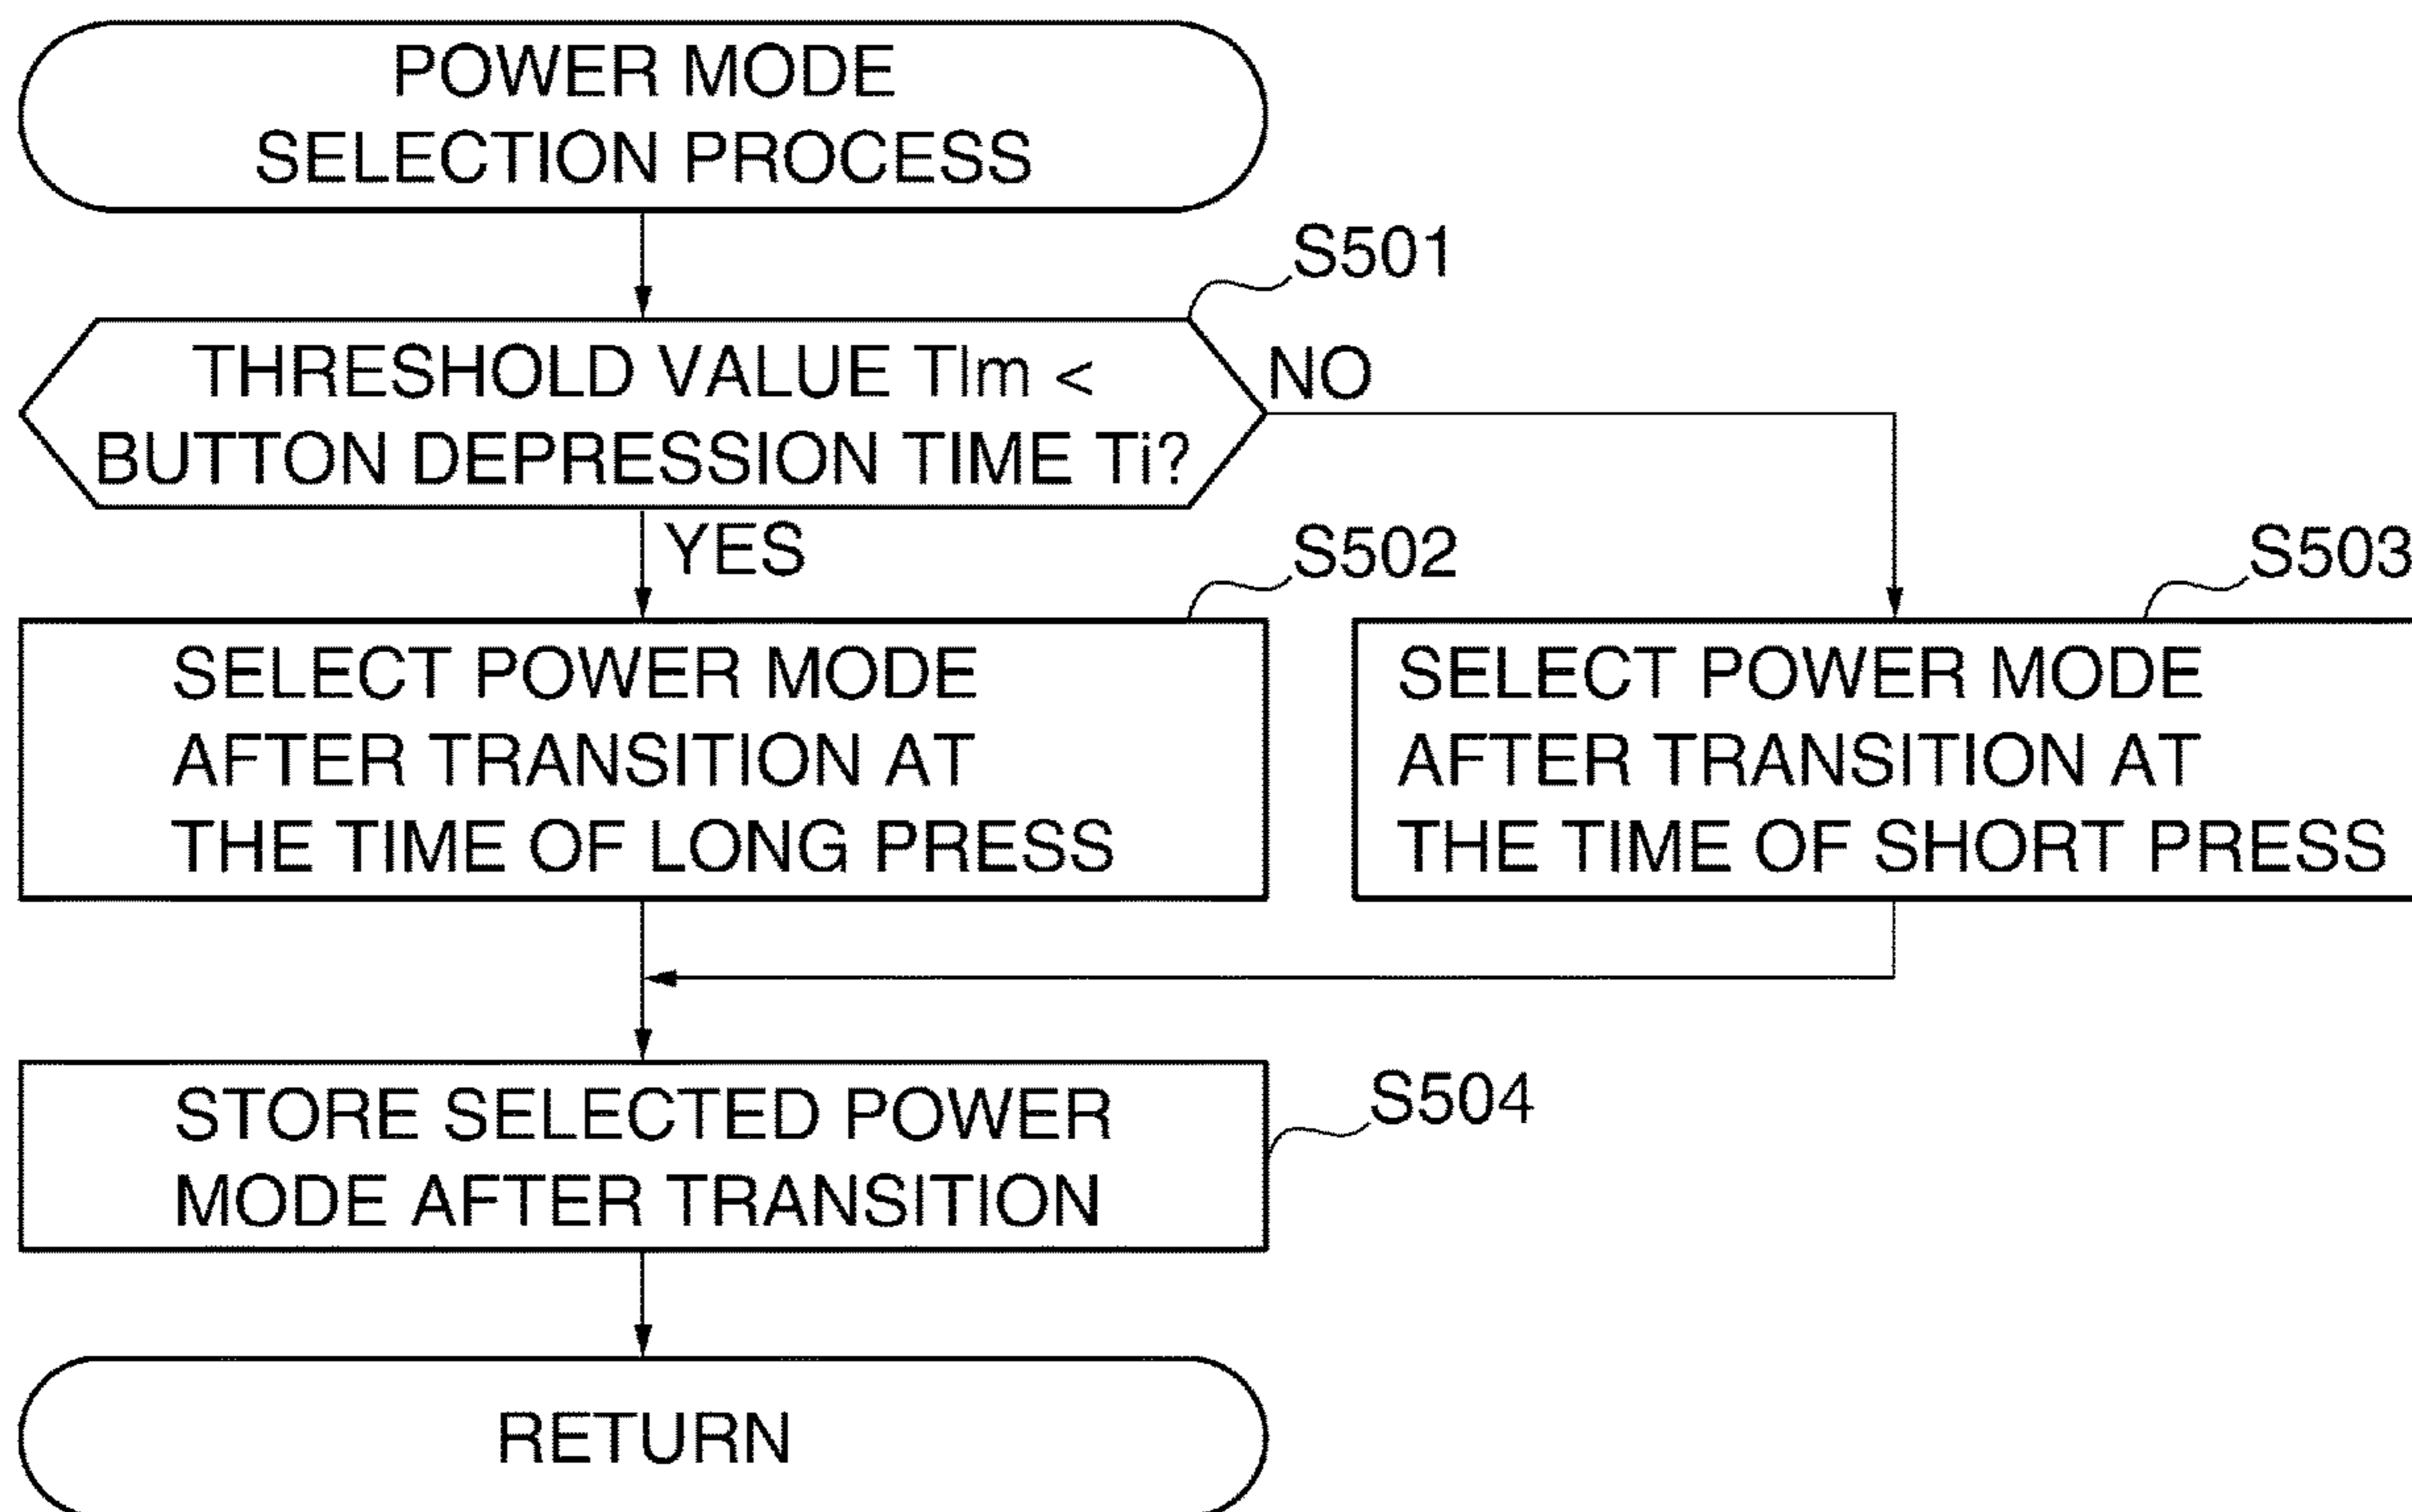 POWER MODE
SELECTION PROCESS
S501
THRESHOLD VALUE Tlm <
BUTTON DEPRESSION TIME Ti?
NO
YES
S502
SELECT POWER MODE
AFTER TRANSITION AT
THE TIME OF LONG PRESS
S503
SELECT POWER MODE
AFTER TRANSITION AT
THE TIME OF SHORT PRESS
STORE SELECTED POWER
MODE AFTER TRANSITION
S504
RETURN